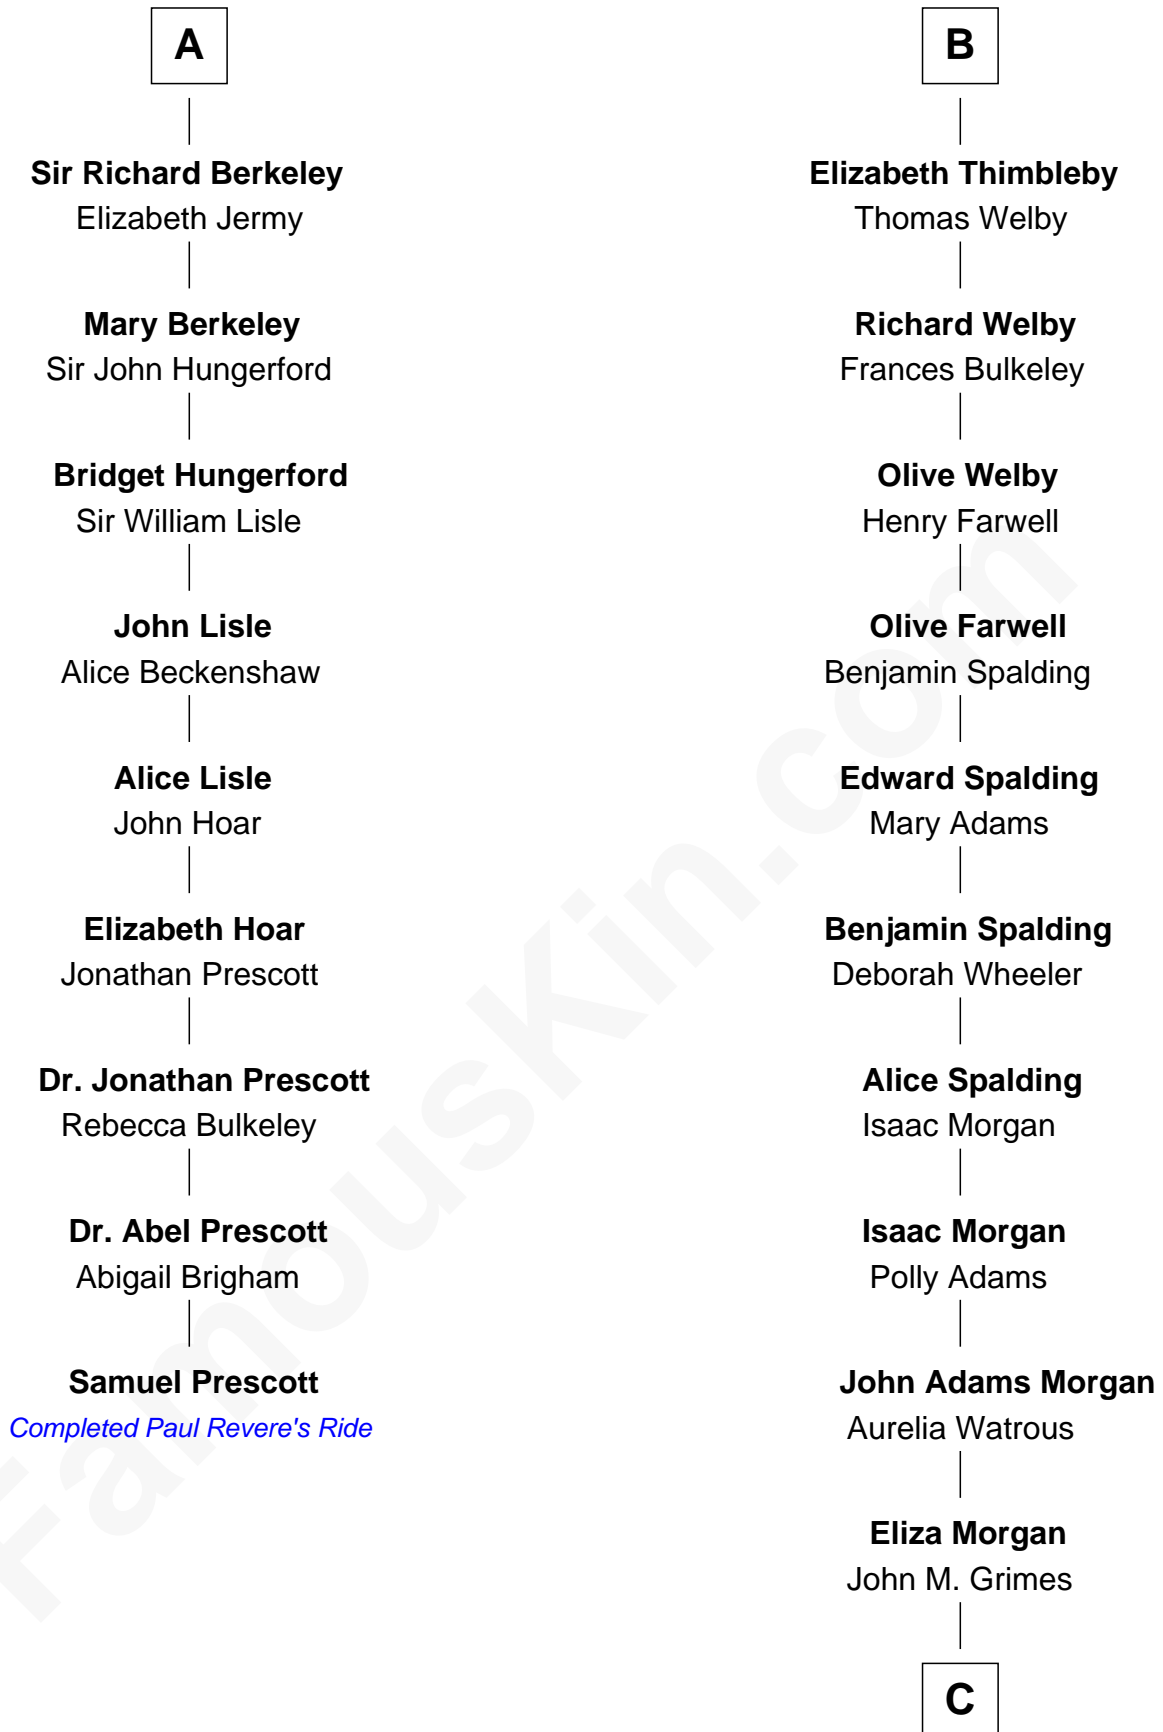 A
Sir Richard Berkeley
Elizabeth Jermy
Mary Berkeley
Sir John Hungerford
Bridget Hungerford
Sir William Lisle
John Lisle
Alice Beckenshaw
Alice Lisle
John Hoar
Elizabeth Hoar
Jonathan Prescott
Dr. Jonathan Prescott
Rebecca Bulkeley
Dr. Abel Prescott
Abigail Brigham
Samuel Prescott
Completed Paul Revere's Ride
B
Elizabeth Thimbleby
Thomas Welby
Richard Welby
Frances Bulkeley
Olive Welby
Henry Farwell
Olive Farwell
Benjamin Spalding
Edward Spalding
Mary Adams
Benjamin Spalding
Deborah Wheeler
Alice Spalding
Isaac Morgan
Isaac Morgan
Polly Adams
John Adams Morgan
Aurelia Watrous
Eliza Morgan
John M. Grimes
C
FamousKin.com